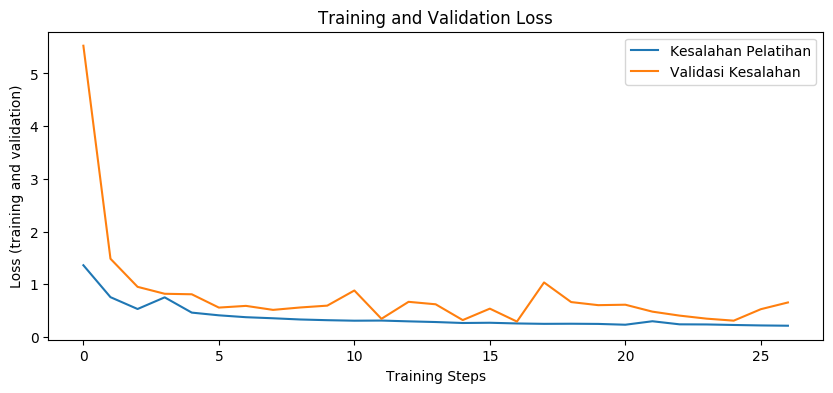 Training and Validation Loss
Kesalahan Pelatihan
Validasi Kesalahan
Loss (training and validation)
5
4
3
2
1
0
0 5 10 15 20 25
Training Steps